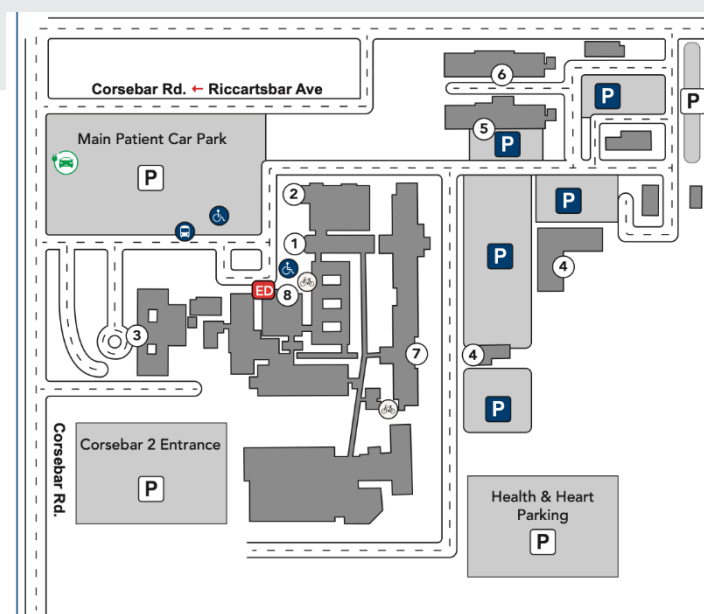 Corsebar Rd. ← Riccartsbar Ave
6
P
P
Main Patient Car Park
P
5
P
2
P
1
P
4
ED
8
3
7
4
P
Corsebar Rd.
Corsebar 2 Entrance
P
Health & Heart
Parking
P